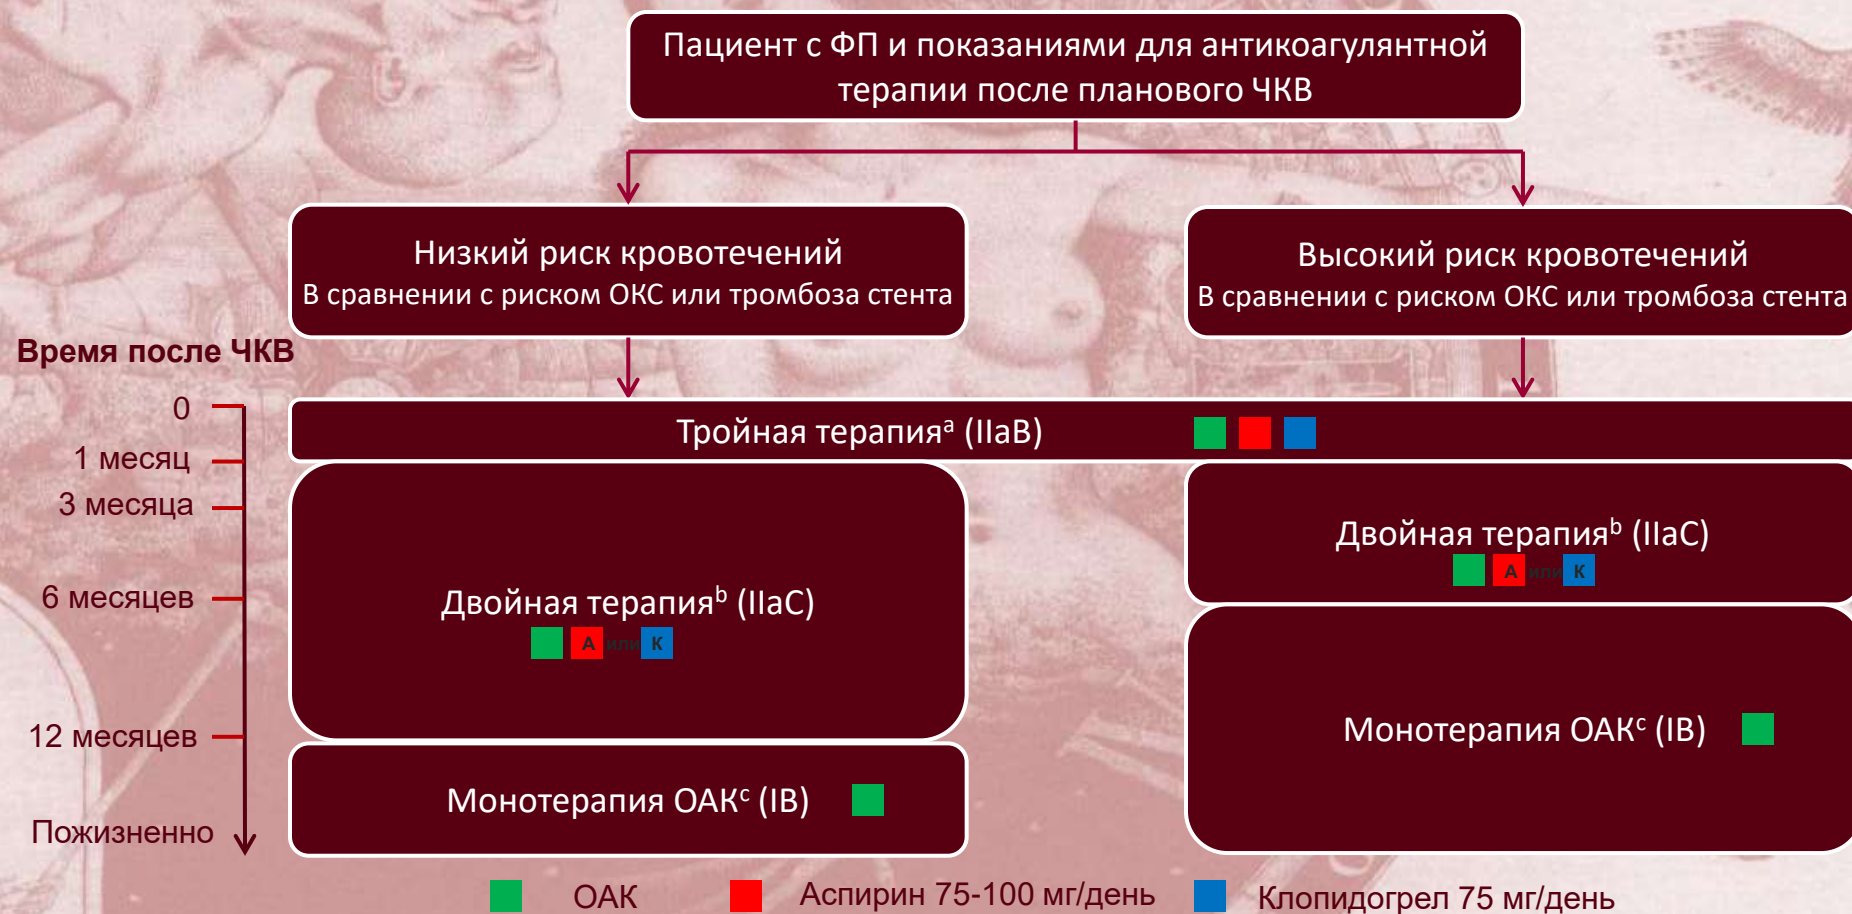 Пациент с ФП и показаниями для антикоагулянтной
терапии после планового ЧКВ
Низкий риск кровотечений
В сравнении с риском ОКС или тромбоза стента
Высокий риск кровотечений
В сравнении с риском ОКС или тромбоза стента
Время после ЧКВ
0
1 месяц
3 месяца
6 месяцев
12 месяцев
Пожизненно
Тройная терапияᵃ (IIaB)
Двойная терапияᵇ (IIaC)
А или К
Монотерапия ОАКᶜ (IB)
Двойная терапияᵇ (IIaC)
А или К
Монотерапия ОАКᶜ (IB)
ОАК
Аспирин 75-100 мг/день
Клопидогрел 75 мг/день